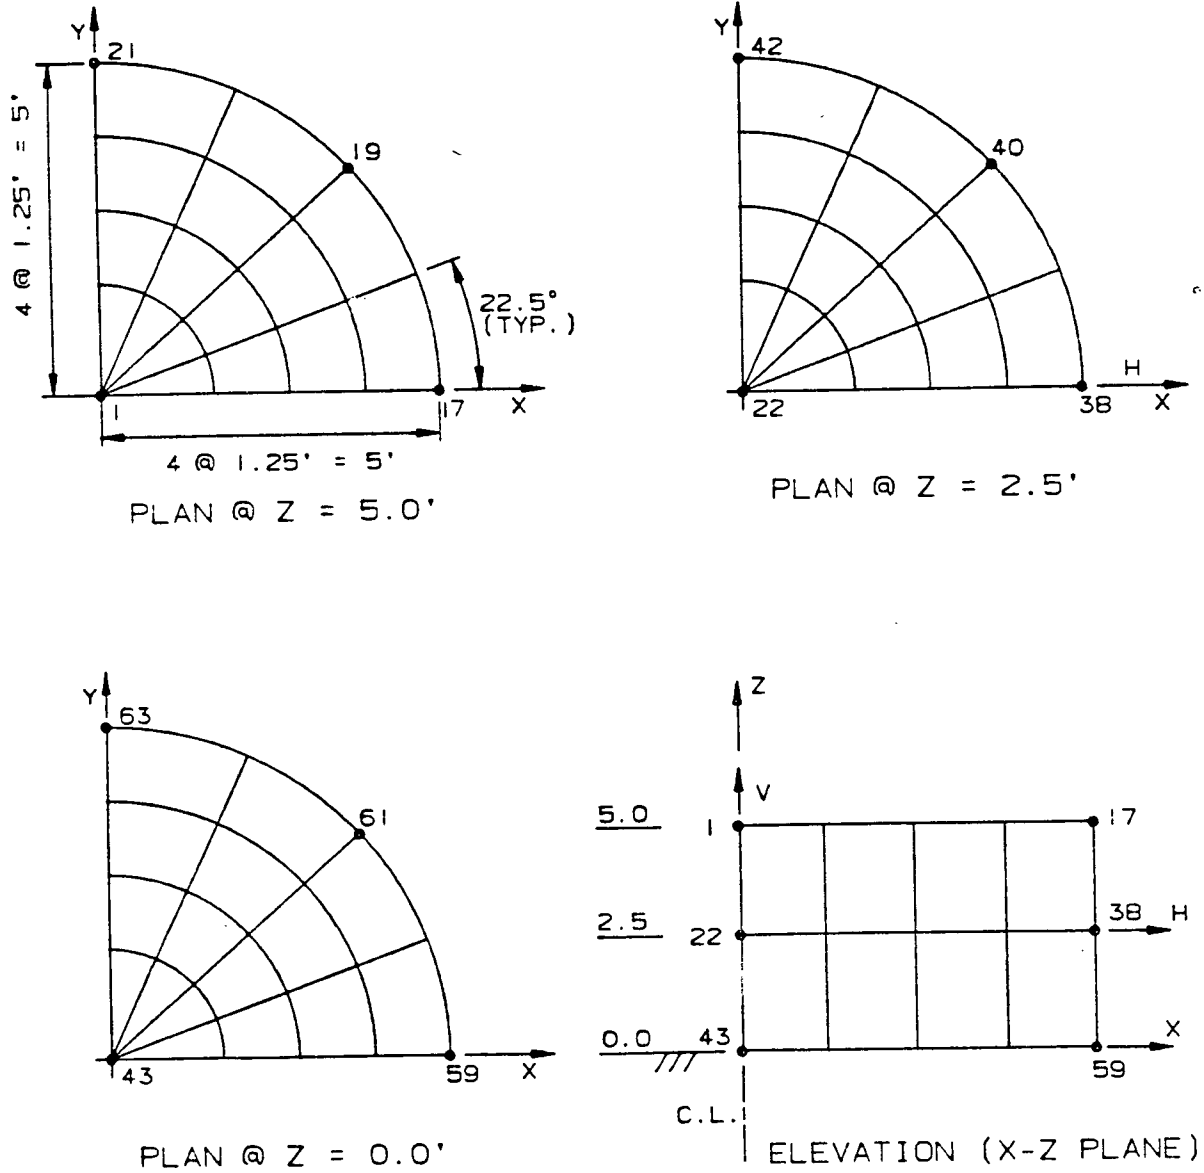 Y
21
4 @ 1.25' = 5'
19
22.5°
(TYP.)
1
17
X
4 @ 1.25' = 5'
PLAN @ Z = 5.0'
Y
42
40
H
22
38
X
PLAN @ Z = 2.5'
Y
63
61
43
59
X
PLAN @ Z = 0.0'
Z
V
5.0
1
17
2.5
22
38
H
0.0
43
X
59
C.L.
ELEVATION (X-Z PLANE)